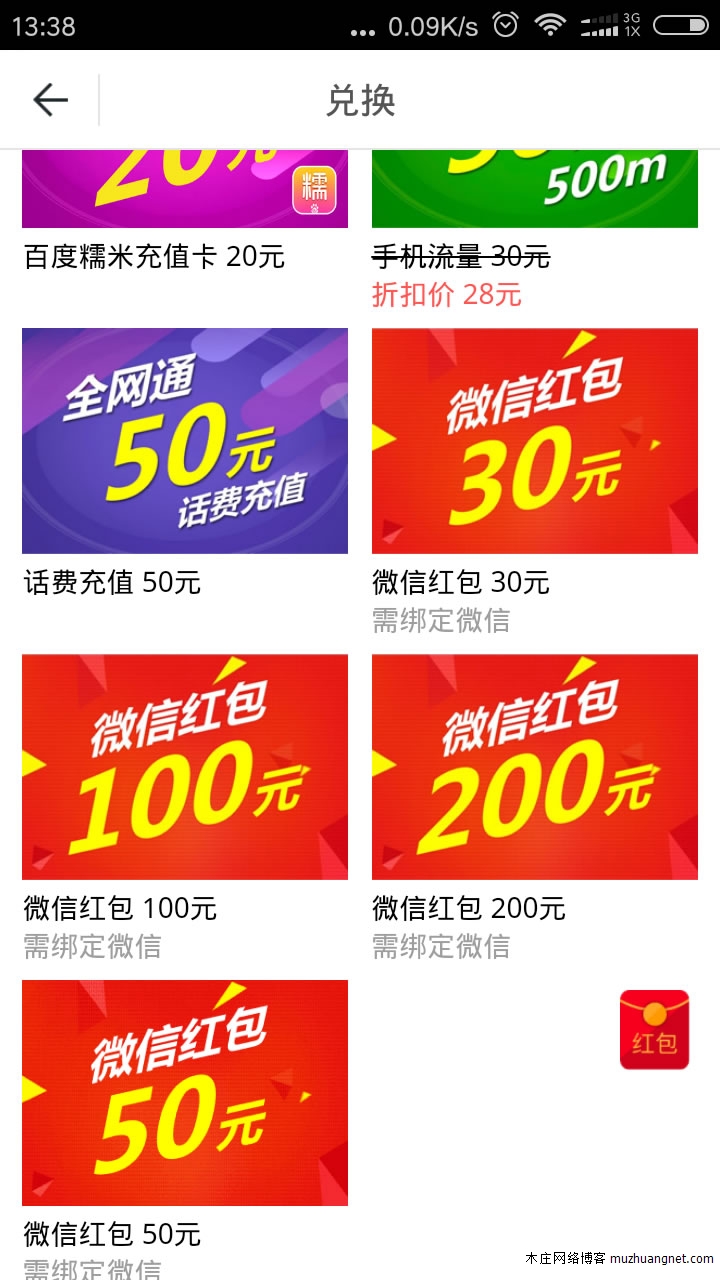 13:38 ... 0.09K/s 3G 1X
兑换
20元
糯
500m
百度糯米充值卡 20元
手机流量 30元
折扣价 28元
全网通
50元
话费充值
微信红包
30元
话费充值 50元
微信红包 30元
需绑定微信
微信红包
100元
微信红包
200元
微信红包 100元
需绑定微信
微信红包 200元
需绑定微信
微信红包
50元
红包
微信红包 50元
需绑定微信
木庄网络博客 muzhuangnet.com